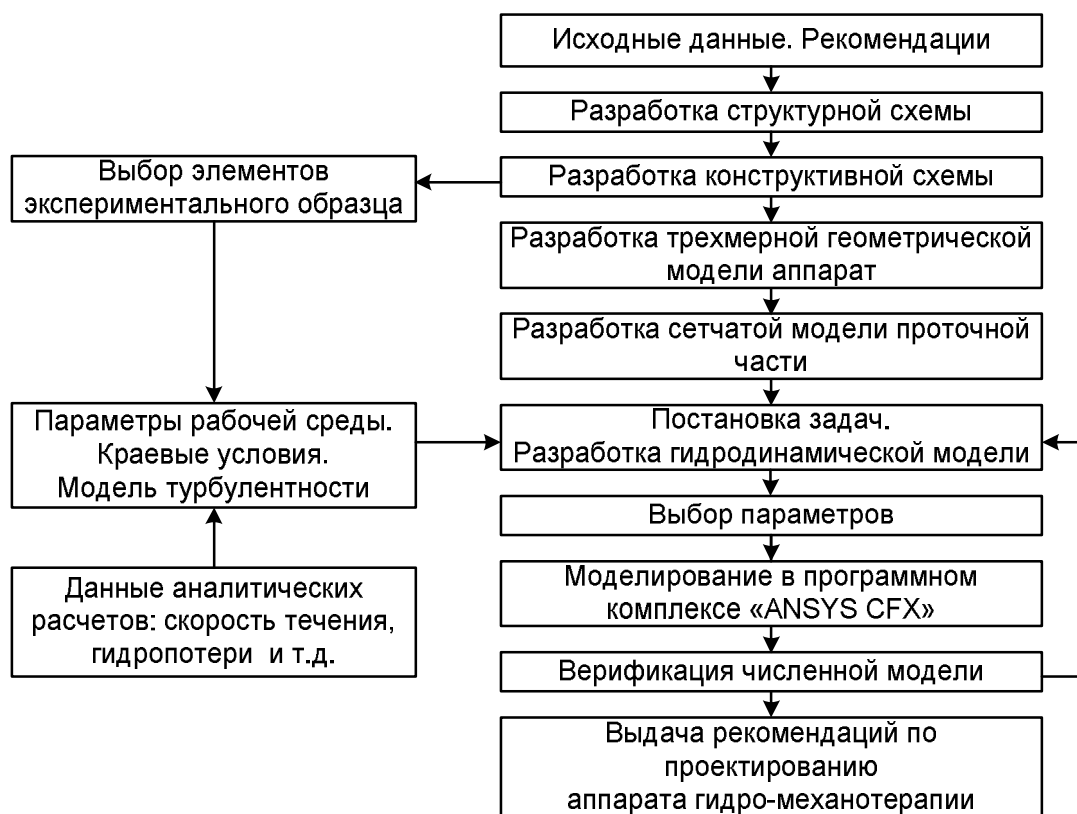 Исходные данные. Рекомендации
Разработка структурной схемы
Выбор элементов
экспериментального образца
Разработка конструктивной схемы
Разработка трехмерной геометрической
модели аппарат
Разработка сетчатой модели проточной
части
Параметры рабочей среды.
Краевые условия.
Модель турбулентности
Постановка задач.
Разработка гидродинамической модели
Выбор параметров
Данные аналитических
расчетов: скорость течения,
гидропотери и т.д.
Моделирование в программном
комплексе «ANSYS CFX»
Верификация численной модели
Выдача рекомендаций по
проектированию
аппарата гидро-механотерапии